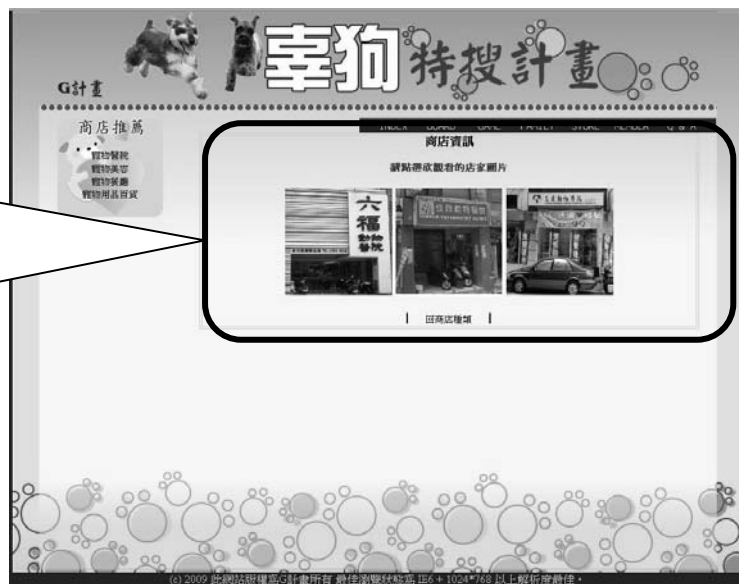 辜狗特搜計畫
G計畫
INDEX BOARD GAME FAMILY STORE MEMBER Q & A
商店推薦
寵物醫院
寵物美容
寵物餐廳
寵物用品百貨
商店資訊
請點選欲觀看的店家圖片
六福
動物
醫院
| 回商店種類 |
(c) 2009 此網站版權為G計畫所有 最佳瀏覽狀態為 IE6 + 1024*768 以上解析度最佳。